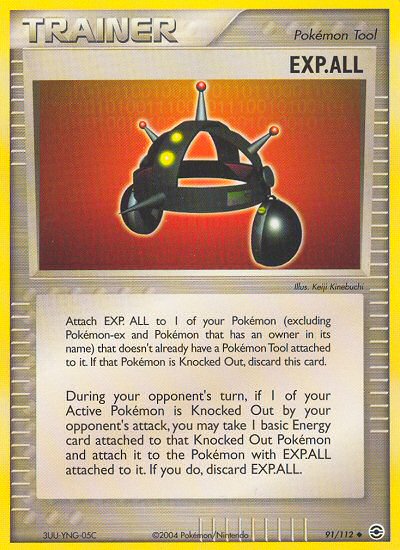 TRAINER
Pokémon Tool
EXP.ALL
Illus. Keiji Kinebuchi
Attach EXP. ALL to 1 of your Pokémon (excluding
Pokémon-ex and Pokémon that has an owner in its
name) that doesn't already have a Pokémon Tool attached
to it. If that Pokémon is Knocked Out, discard this card.
During your opponent's turn, if 1 of your
Active Pokémon is Knocked Out by your
opponent's attack, you may take 1 basic Energy
card attached to that Knocked Out Pokémon
and attach it to the Pokémon with EXP.ALL
attached to it. If you do, discard EXP.ALL.
3UU-YNG-05C
©2004 Pokémon/Nintendo
91/112